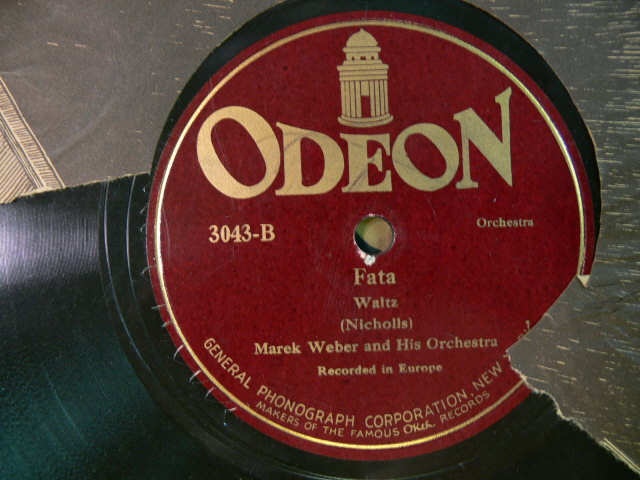 ODEON
3043-B
Orchestra
Fata
Waltz
(Nicholls)
Marek Weber and His Orchestra
Recorded in Europe
GENERAL PHONOGRAPH CORPORATION, NEW
MAKERS OF THE FAMOUS OKeh RECORDS